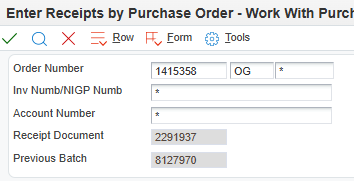 Enter Receipts by Purchase Order - Work With Purch
Row Form Tools
Order Number 1415358 OG *
Inv Numb/NIGP Numb *
Account Number *
Receipt Document 2291937
Previous Batch 8127970